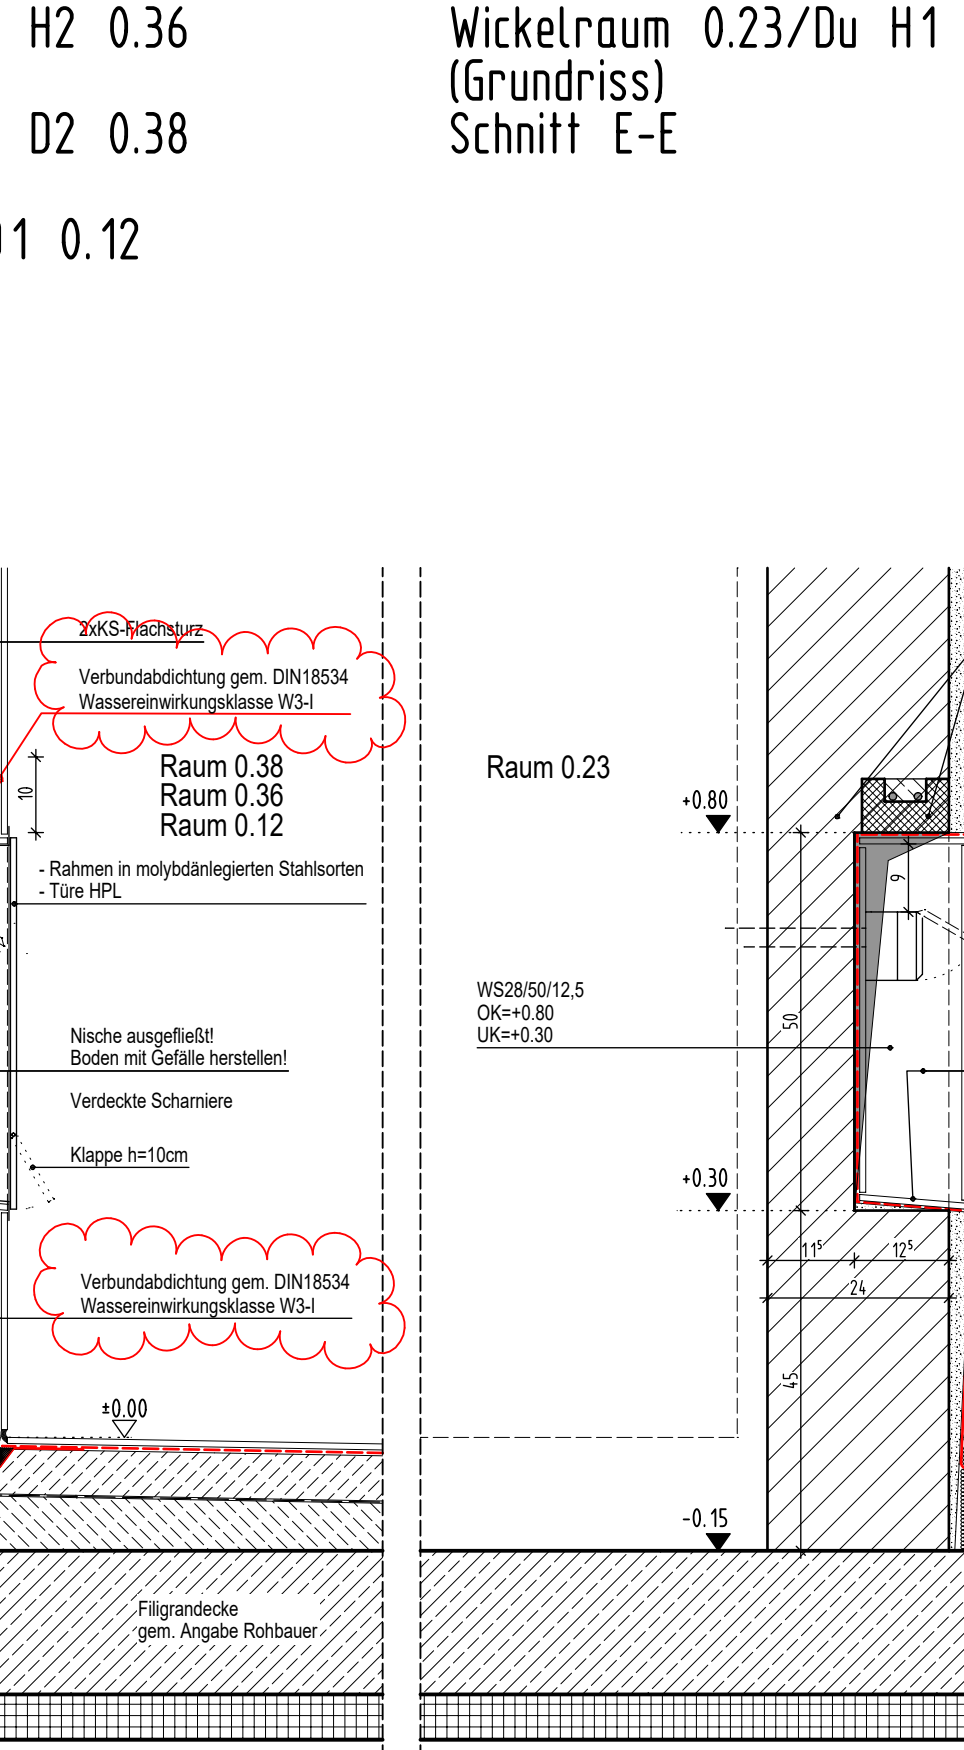 H2 0.36
D2 0.38
D1 0.12
Wickelraum 0.23/Du H1
(Grundriss)
Schnitt E-E
2xKS-Flachsturz
Verbundabdichtung gem. DIN18534
Wassereinwirkungsklasse W3-I
Raum 0.38
Raum 0.36
Raum 0.12
10
- Rahmen in molybdänlegierten Stahlsorten
- Türe HPL
Nische ausgefließt!
Boden mit Gefälle herstellen!
Verdeckte Scharniere
Klappe h=10cm
Verbundabdichtung gem. DIN18534
Wassereinwirkungsklasse W3-I
±0.00
Filigrandecke
gem. Angabe Rohbauer
Raum 0.23
+0.80
9
WS28/50/12,5
OK=+0.80
UK=+0.30
50
+0.30
11⁵
12⁵
24
45
-0.15